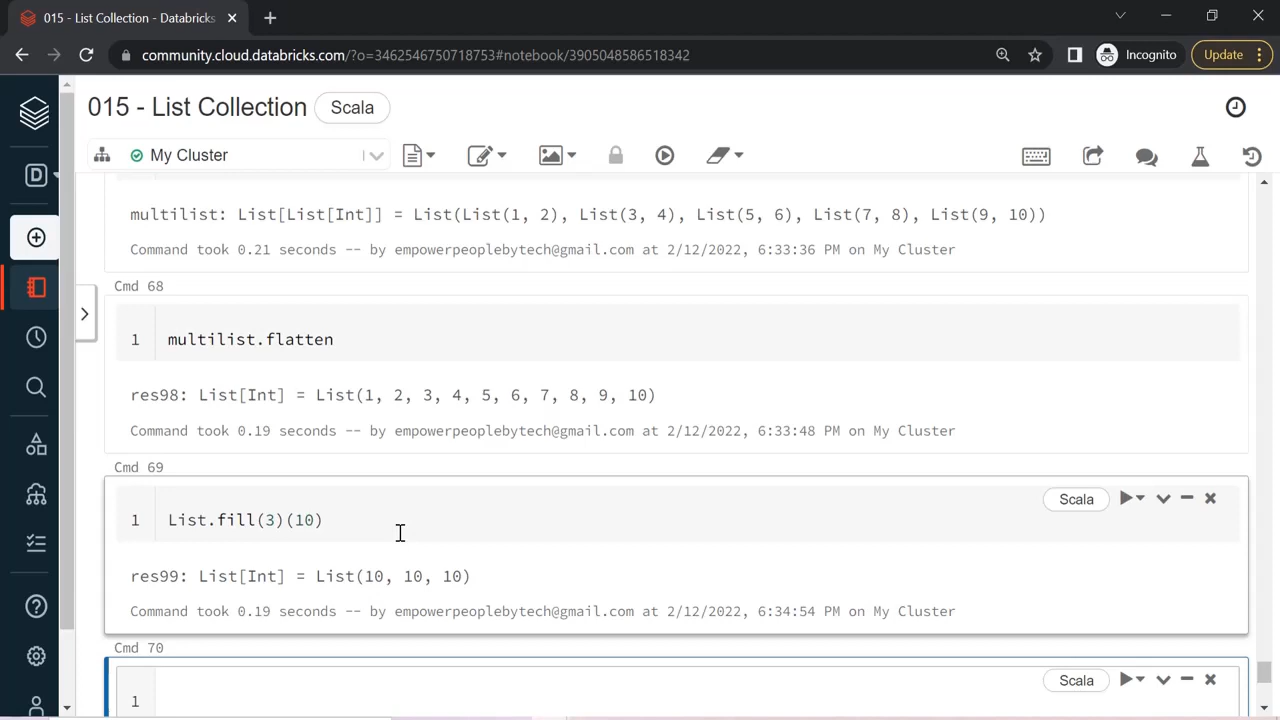 015 - List Collection - Databricks
community.cloud.databricks.com/?o=3462546750718753#notebook/3905048586518342
Incognito
Update
015 - List Collection
Scala
My Cluster
D
multilist: List[List[Int]] = List(List(1, 2), List(3, 4), List(5, 6), List(7, 8), List(9, 10))
Command took 0.21 seconds -- by empowerpeoplebytech@gmail.com at 2/12/2022, 6:33:36 PM on My Cluster
Cmd 68
1 multilist.flatten
res98: List[Int] = List(1, 2, 3, 4, 5, 6, 7, 8, 9, 10)
Command took 0.19 seconds -- by empowerpeoplebytech@gmail.com at 2/12/2022, 6:33:48 PM on My Cluster
Cmd 69
Scala
1 List.fill(3)(10)
res99: List[Int] = List(10, 10, 10)
Command took 0.19 seconds -- by empowerpeoplebytech@gmail.com at 2/12/2022, 6:34:54 PM on My Cluster
Cmd 70
Scala
1